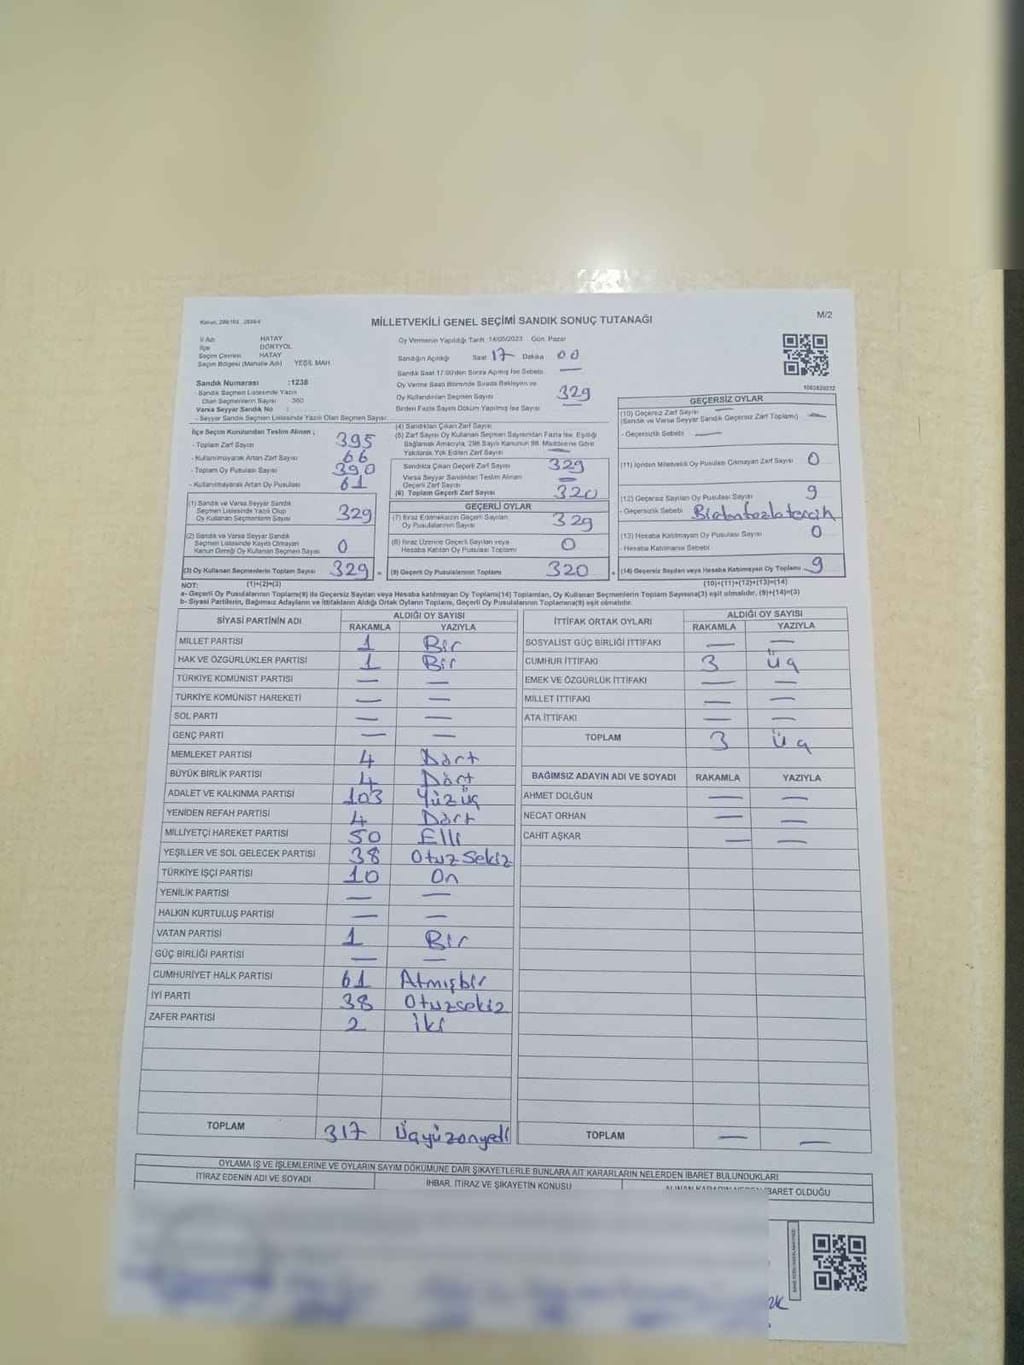 M/2
MİLLETVEKİLİ GENEL SEÇİMİ SANDIK SONUÇ TUTANAĞI
İl Adı HATAY
İlçe DÖRTYOL
Seçim Çevresi HATAY
Seçim Bölgesi (Mahalle Adı) YEŞİL MAH.
Sandık Numarası :1238
- Sandık Seçmen Listesinde Yazılı
Olan Seçmenlerin Sayısı 360
Varsa Seyyar Sandık No :
- Seyyar Sandık Seçmen Listesinde Yazılı Olan Seçmen Sayısı:
Oy Vermenin Yapıldığı Tarih :14/05/2023 Gün: Pazar
Sandığın Açıldığı Saat 17 Dakika 00
Sandık Saat 17:00'den Sonra Açılmış İse Sebebi —
Oy Verme Saati Bitiminde Sırada Bekleyen ve
Oy Kullandırılan Seçmen Sayısı 329
Birden Fazla Sayım Döküm Yapılmış İse Sayısı —
İlçe Seçim Kurulundan Teslim Alınan ;
- Toplam Zarf Sayısı 395
- Kullanılmayarak Artan Zarf Sayısı 66
- Toplam Oy Pusulası Sayısı 390
- Kullanılmayarak Artan Oy Pusulası 61
(1) Sandık ve Varsa Seyyar Sandık
Seçmen Listesinde Yazılı Olup
Oy Kullanan Seçmenlerin Sayısı 329
(2) Sandık ve Varsa Seyyar Sandık
Seçmen Listesinde Kayıtlı Olmayan
Kanun Gereği Oy Kullanan Seçmen Sayısı 0
(3) Oy Kullanan Seçmenlerin Toplam Sayısı 329 =
(1)+(2)=(3)
(4) Sandıktan Çıkan Zarf Sayısı
(5) Zarf Sayısı Oy Kullanan Seçmen Sayısından Fazla İse, Eşitliği
Sağlamak Amacıyla, 298 Sayılı Kanunun 98. Maddesine Göre
Yakılarak Yok Edilen Zarf Sayısı —
Sandıkta Çıkan Geçerli Zarf Sayısı 329
Varsa Seyyar Sandıktan Teslim Alınan
Geçerli Zarf Sayısı —
(6) Toplam Geçerli Zarf Sayısı 320
GEÇERLİ OYLAR
(7) İtiraz Edilmeksizin Geçerli Sayılan
Oy Pusulalarının Sayısı 329
(8) İtiraz Üzerine Geçerli Sayılan veya
Hesaba Katılan Oy Pusulası Toplamı 0
(9) Geçerli Oy Pusulalarının Toplamı 320 +
1003820232
GEÇERSİZ OYLAR
(10) Geçersiz Zarf Sayısı —
(Sandık ve Varsa Seyyar Sandık Geçersiz Zarf Toplamı) —
- Geçersizlik Sebebi —
(11) İçinden Milletvekili Oy Pusulası Çıkmayan Zarf Sayısı 0
(12) Geçersiz Sayılan Oy Pusulası Sayısı 9
- Geçersizlik Sebebi Birdenfazla tercih
(13) Hesaba Katılmayan Oy Pusulası Sayısı 0
- Hesaba Katılmama Sebebi
(14) Geçersiz Sayılan veya Hesaba Katılmayan Oy Toplamı 9
(10)+(11)+(12)+(13)=(14)
NOT:
a- Geçerli Oy Pusulalarının Toplamı(9) ile Geçersiz Sayılan veya Hesaba katılmayan Oy Toplamı(14) Toplamları, Oy Kullanan Seçmenlerin Toplam Sayısına(3) eşit olmalıdır. (9)+(14)=(3)
b- Siyasi Partilerin, Bağımsız Adayların ve İttifakların Aldığı Ortak Oyların Toplamı, Geçerli Oy Pusulalarının Toplamına(9) eşit olmalıdır.
SİYASİ PARTİNİN ADI ALDIĞI OY SAYISI
RAKAMLA YAZIYLA
MİLLET PARTİSİ 1 Bir
HAK VE ÖZGÜRLÜKLER PARTİSİ 1 Bir
TÜRKİYE KOMÜNİST PARTİSİ — —
TÜRKİYE KOMÜNİST HAREKETİ — —
SOL PARTİ — —
GENÇ PARTİ — —
MEMLEKET PARTİSİ 4 Dört
BÜYÜK BİRLİK PARTİSİ 4 Dört
ADALET VE KALKINMA PARTİSİ 103 Yüzüç
YENİDEN REFAH PARTİSİ 4 Dört
MİLLİYETÇİ HAREKET PARTİSİ 50 Elli
YEŞİLLER VE SOL GELECEK PARTİSİ 38 Otuz Sekiz
TÜRKİYE İŞÇİ PARTİSİ 10 On
YENİLİK PARTİSİ — —
HALKIN KURTULUŞ PARTİSİ — —
VATAN PARTİSİ 1 Bir
GÜÇ BİRLİĞİ PARTİSİ — —
CUMHURİYET HALK PARTİSİ 61 Atmışbir
İYİ PARTİ 38 Otuzsekiz
ZAFER PARTİSİ 2 İki
TOPLAM 317 Üçyüzonyedi
İTTİFAK ORTAK OYLARI ALDIĞI OY SAYISI
RAKAMLA YAZIYLA
SOSYALİST GÜÇ BİRLİĞİ İTTİFAKI — —
CUMHUR İTTİFAKI 3 Üç
EMEK VE ÖZGÜRLÜK İTTİFAKI — —
MİLLET İTTİFAKI — —
ATA İTTİFAKI — —
TOPLAM 3 Üç
BAĞIMSIZ ADAYIN ADI VE SOYADI RAKAMLA YAZIYLA
AHMET DOLĞUN — —
NECAT ORHAN — —
CAHİT AŞKAR — —
TOPLAM — —
OYLAMA İŞ VE İŞLEMLERİNE VE OYLARIN SAYIM DÖKÜMÜNE DAİR ŞİKAYETLERLE BUNLARA AİT KARARLARIN NELERDEN İBARET BULUNDUKLARI
İTİRAZ EDENİN ADI VE SOYADI
İHBAR, İTİRAZ VE ŞİKAYETİN KONUSU
İBARET OLDUĞU